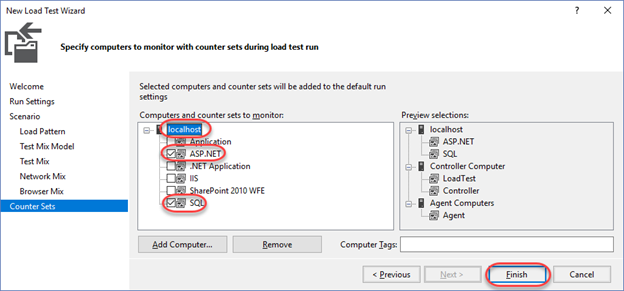 New Load Test Wizard
Specify computers to monitor with counter sets during load test run
Welcome
Run Settings
Scenario
Load Pattern
Test Mix Model
Test Mix
Network Mix
Browser Mix
Counter Sets
Selected computers and counter sets will be added to the default run
settings
Computers and counter sets to monitor:
localhost
Application
ASP.NET
.NET Application
IIS
SharePoint 2010 WFE
SQL
Add Computer...
Remove
Preview selections:
localhost
ASP.NET
SQL
Controller Computer
LoadTest
Controller
Agent Computers
Agent
Computer Tags:
< Previous
Next >
Finish
Cancel